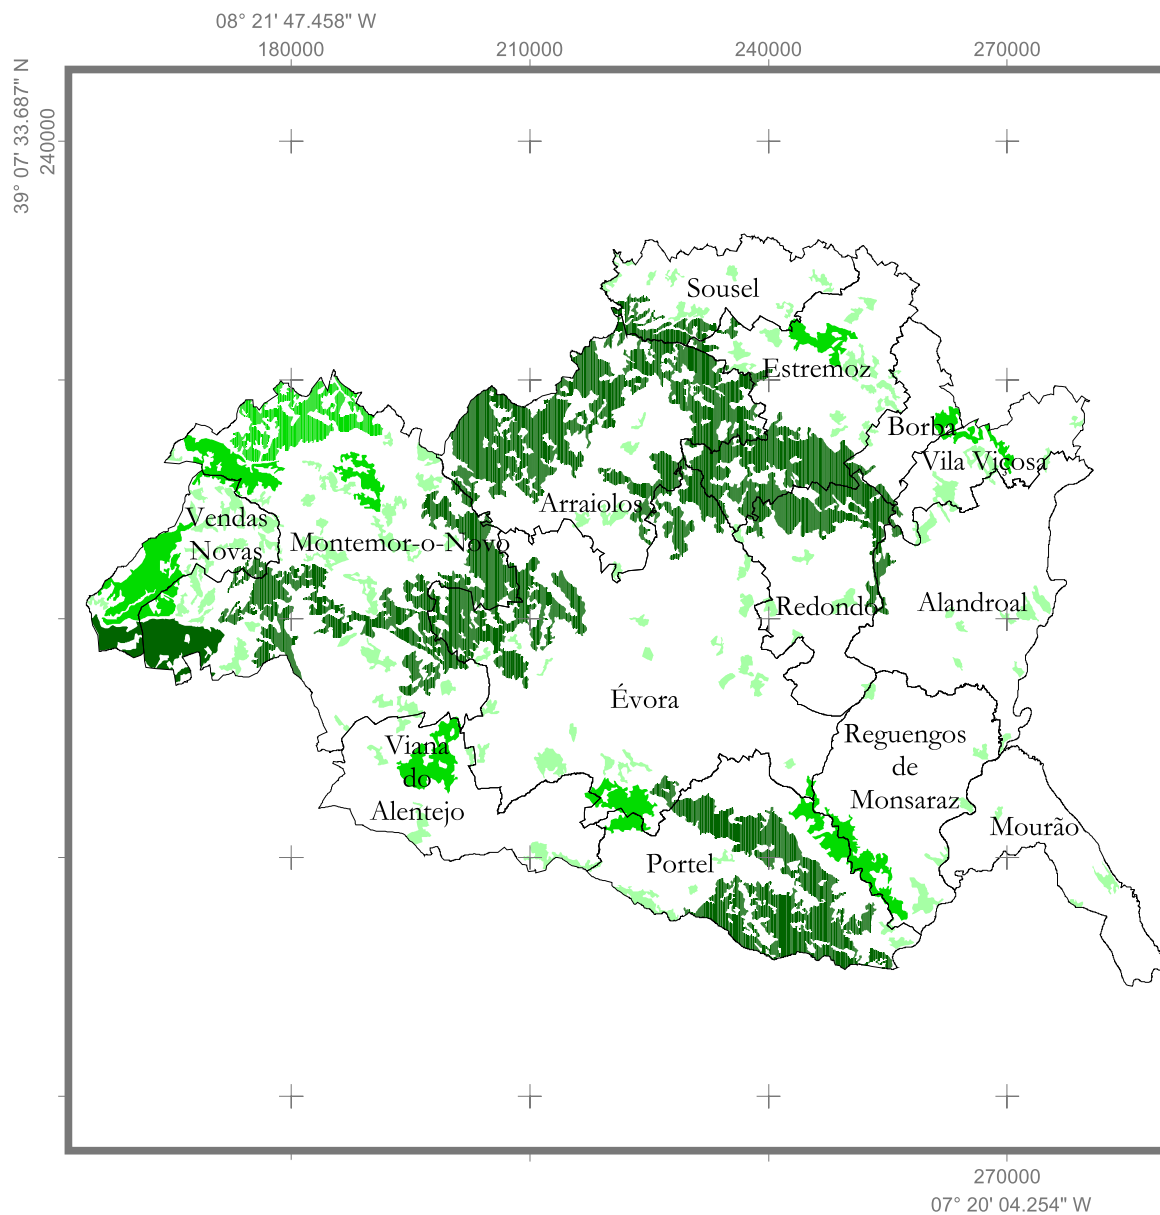 08° 21' 47.458" W
180000
210000
240000
270000
39° 07' 33.687" N
240000
Sousel
Estremoz
Borba
Vila Viçosa
Arraiolos
Vendas
Novas
Montemor-o-Novo
Redondo
Alandroal
Évora
Reguengos
de
Monsaraz
Viana
do
Alentejo
Mourão
Portel
270000
07° 20' 04.254" W